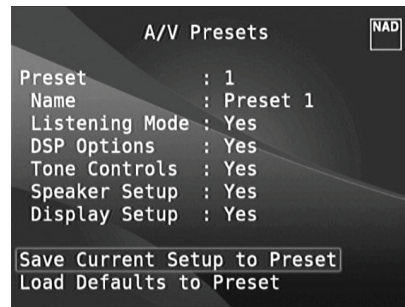 A/V Presets
NAD
Preset : 1
Name : Preset 1
Listening Mode : Yes
DSP Options : Yes
Tone Controls : Yes
Speaker Setup : Yes
Display Setup : Yes
Save Current Setup to Preset
Load Defaults to Preset